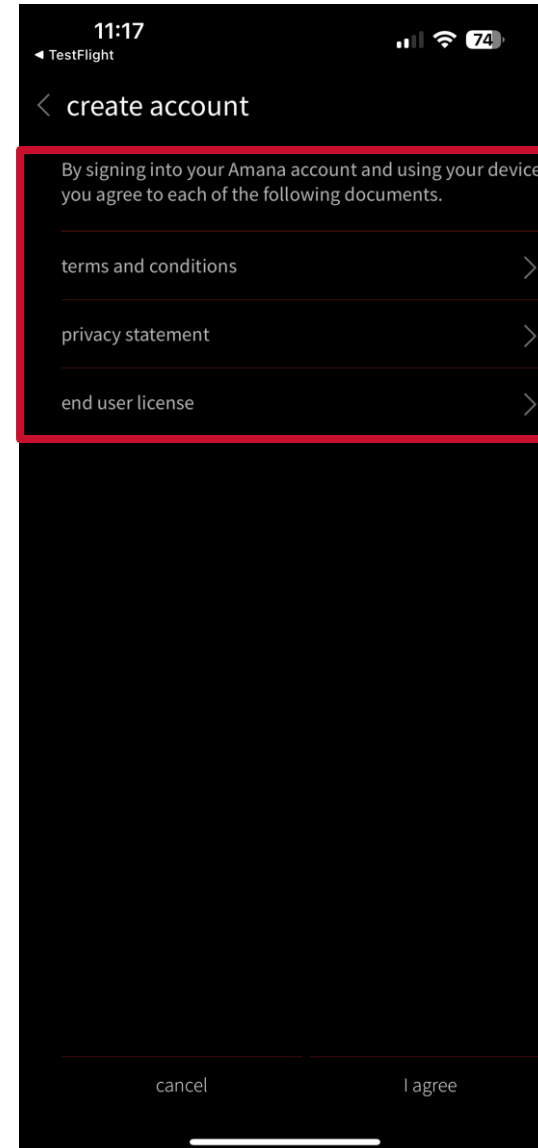 11:17
74
TestFlight
create account
By signing into your Amana account and using your device
you agree to each of the following documents.
terms and conditions
privacy statement
end user license
cancel
I agree